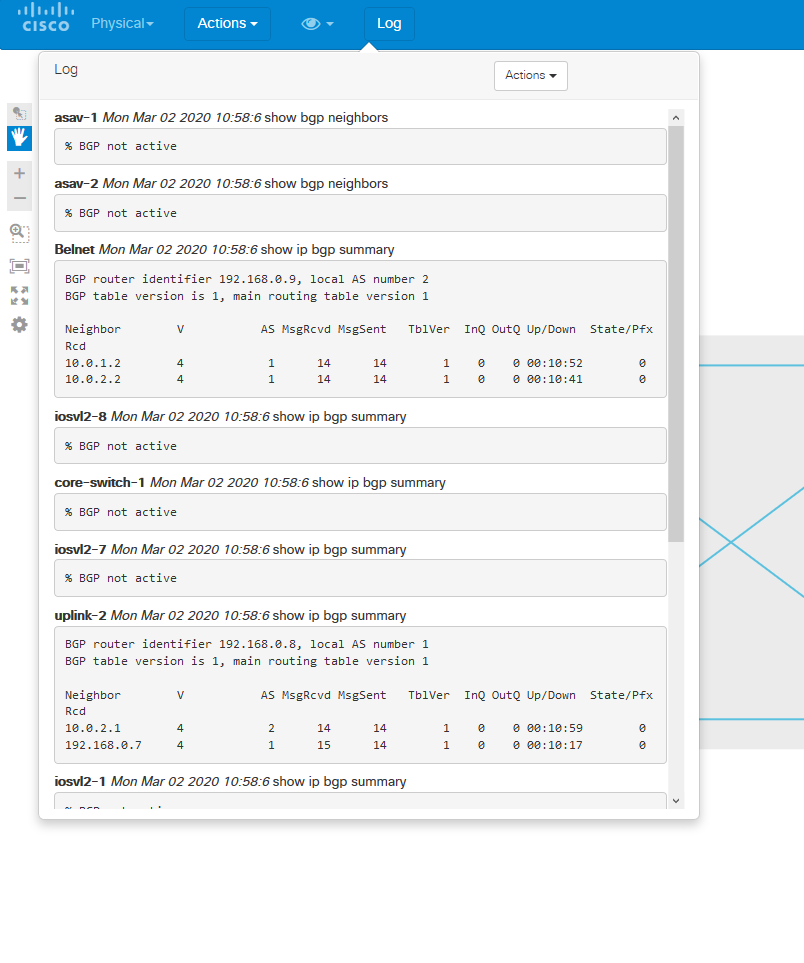 CISCO Physical Actions Log
Log Actions
asav-1 Mon Mar 02 2020 10:58:6 show bgp neighbors
% BGP not active
asav-2 Mon Mar 02 2020 10:58:6 show bgp neighbors
% BGP not active
Belnet Mon Mar 02 2020 10:58:6 show ip bgp summary
BGP router identifier 192.168.0.9, local AS number 2
BGP table version is 1, main routing table version 1
Neighbor V AS MsgRcvd MsgSent TblVer InQ OutQ Up/Down State/Pfx
Rcd
10.0.1.2 4 1 14 14 1 0 0 00:10:52 0
10.0.2.2 4 1 14 14 1 0 0 00:10:41 0
iosvl2-8 Mon Mar 02 2020 10:58:6 show ip bgp summary
% BGP not active
core-switch-1 Mon Mar 02 2020 10:58:6 show ip bgp summary
% BGP not active
iosvl2-7 Mon Mar 02 2020 10:58:6 show ip bgp summary
% BGP not active
uplink-2 Mon Mar 02 2020 10:58:6 show ip bgp summary
BGP router identifier 192.168.0.8, local AS number 1
BGP table version is 1, main routing table version 1
Neighbor V AS MsgRcvd MsgSent TblVer InQ OutQ Up/Down State/Pfx
Rcd
10.0.2.1 4 2 14 14 1 0 0 00:10:59 0
192.168.0.7 4 1 15 14 1 0 0 00:10:17 0
iosvl2-1 Mon Mar 02 2020 10:58:6 show ip bgp summary